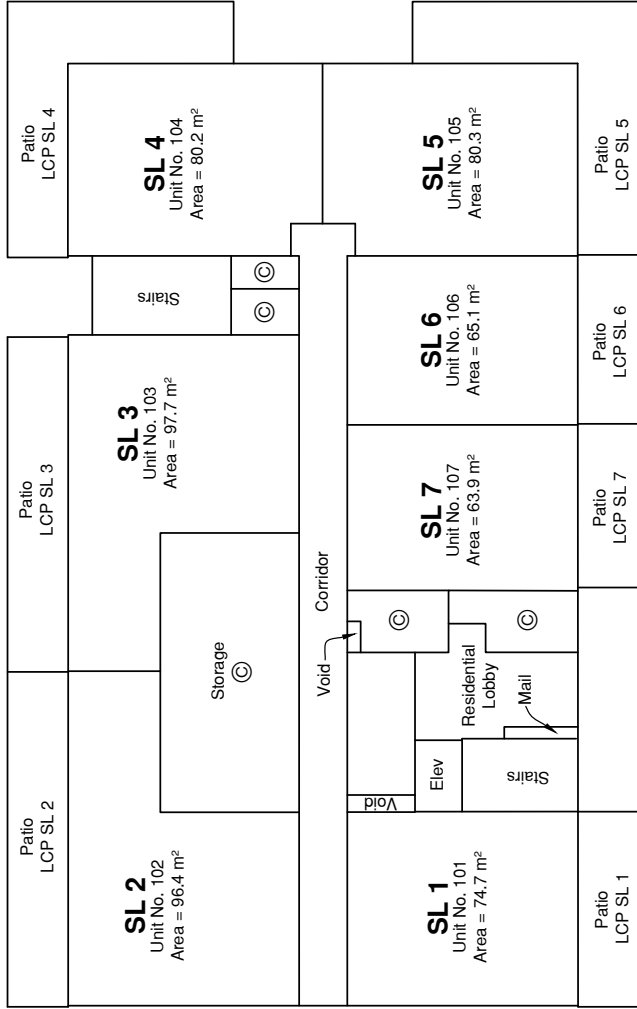 Patio
LCP SL 2
Patio
LCP SL 3
Patio
LCP SL 4
SL 2
Unit No. 102
Area = 96.4 m²
Storage
©
SL 3
Unit No. 103
Area = 97.7 m²
Stairs
©
©
SL 4
Unit No. 104
Area = 80.2 m²
Void
Corridor
SL 1
Unit No. 101
Area = 74.7 m²
Void
Elev
Stairs
Residential
Lobby
Mail
©
©
SL 7
Unit No. 107
Area = 63.9 m²
SL 6
Unit No. 106
Area = 65.1 m²
SL 5
Unit No. 105
Area = 80.3 m²
Patio
LCP SL 1
Patio
LCP SL 7
Patio
LCP SL 6
Patio
LCP SL 5